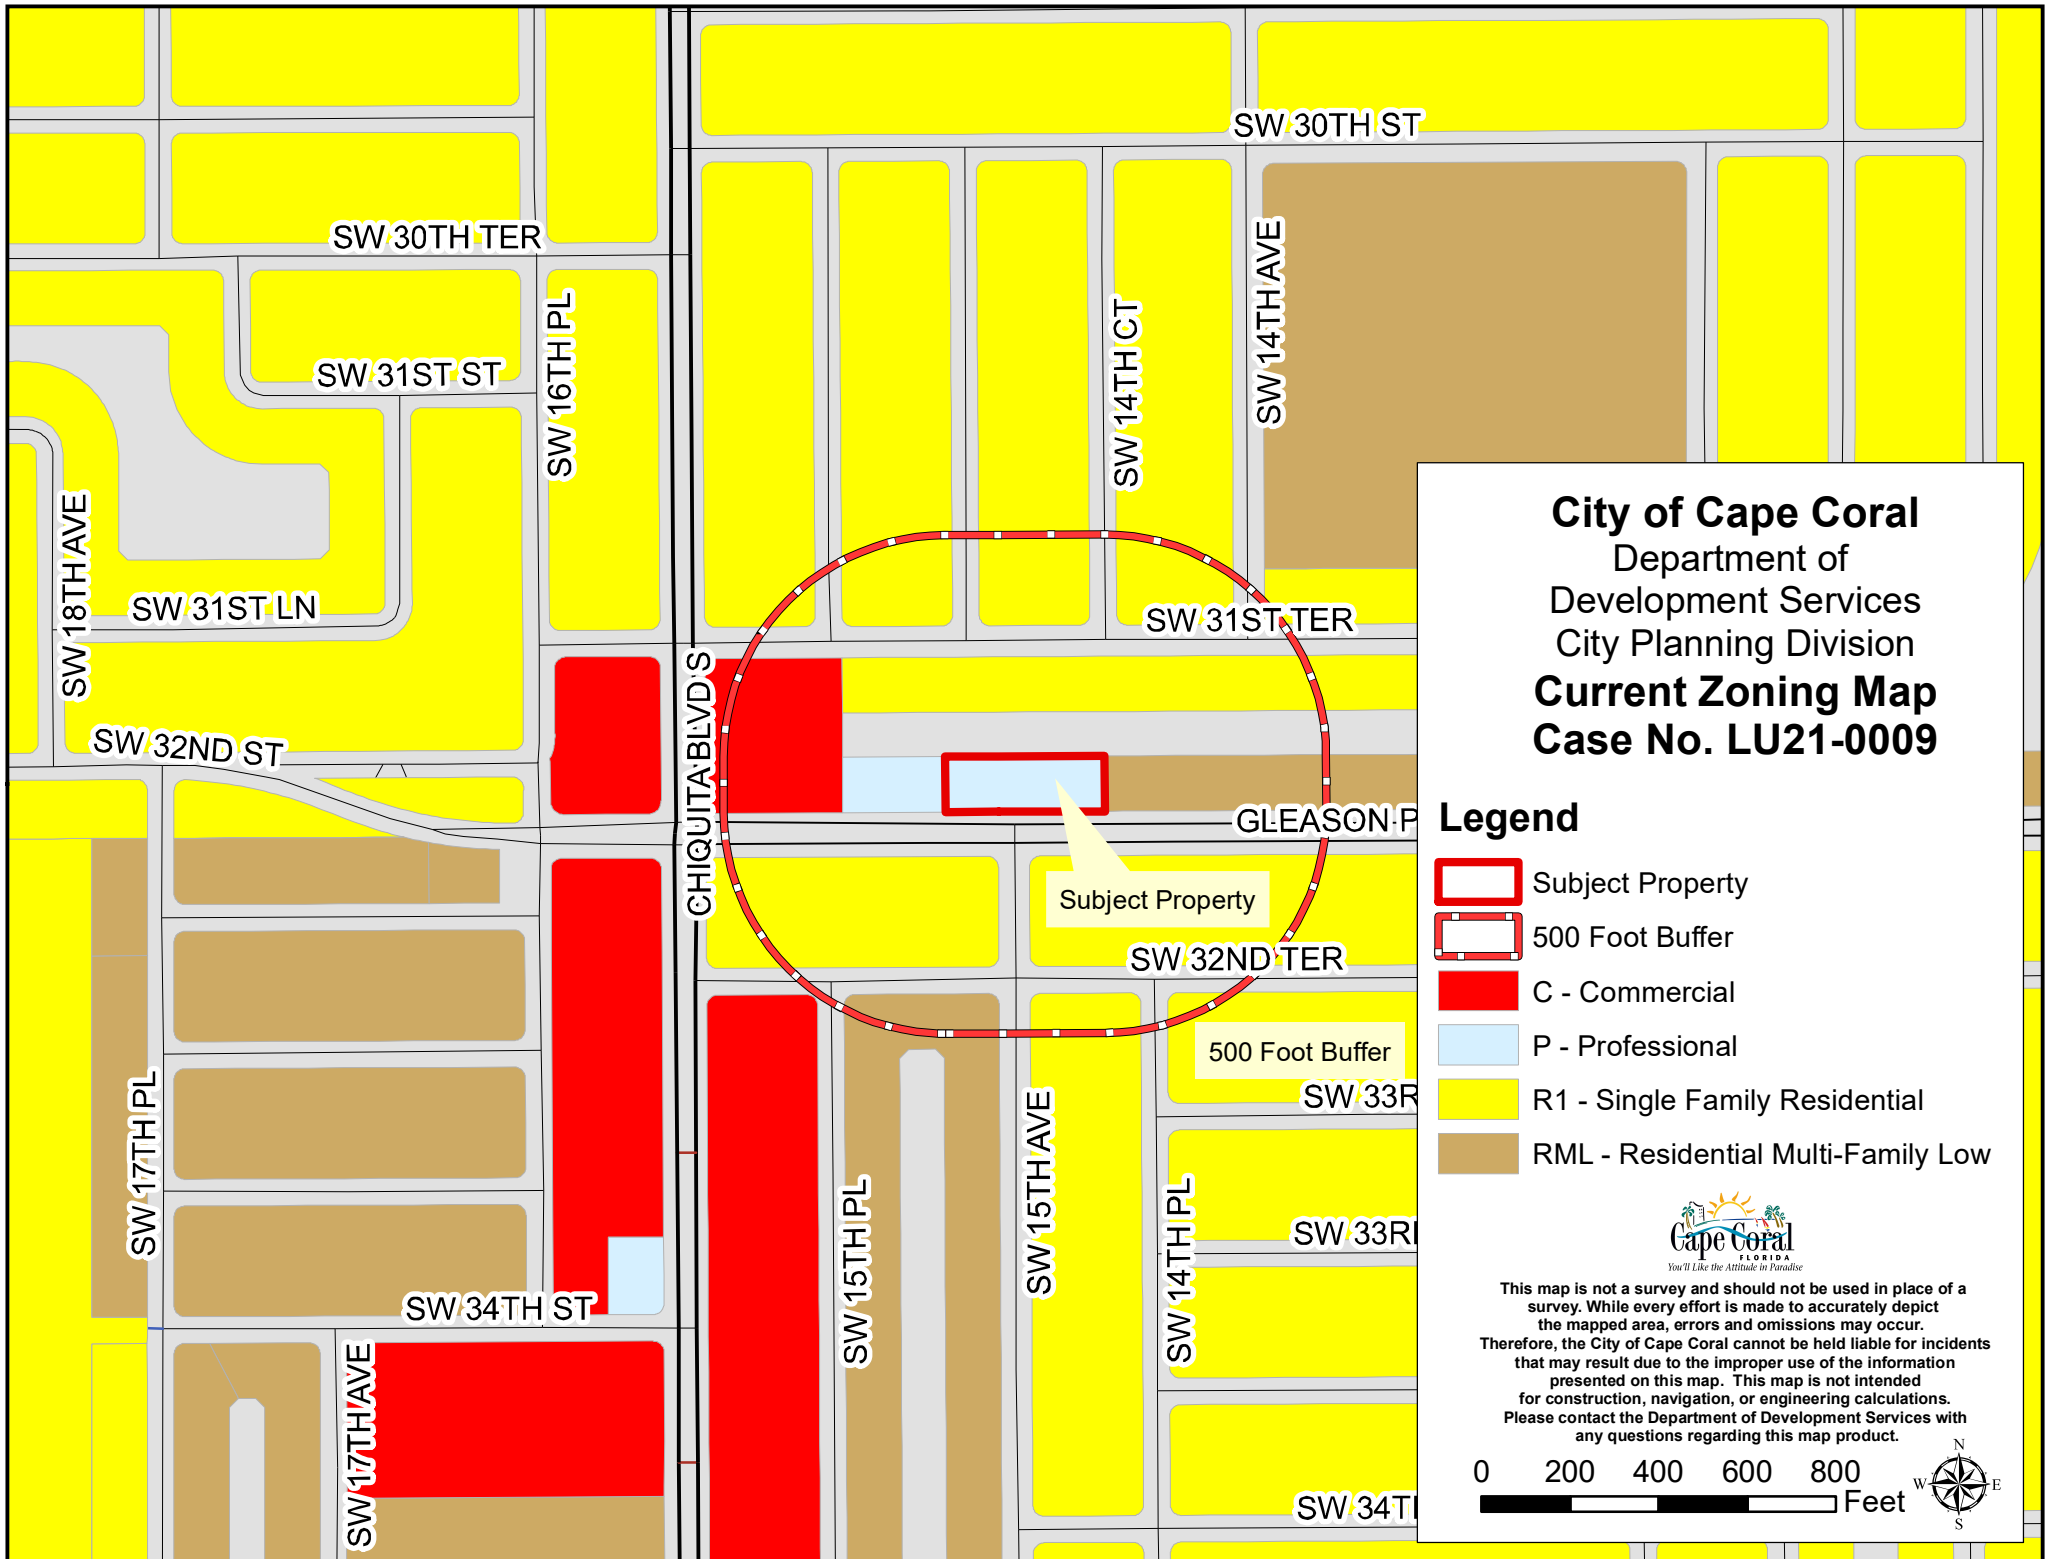 SW 30TH ST
SW 30TH TER
SW 14TH AVE
SW 16TH PL
SW 14TH CT
SW 31ST ST
SW 18TH AVE
SW 31ST LN
SW 31ST TER
CHIQUITA BLVD S
SW 32ND ST
GLEASON P
Subject Property
SW 32ND TER
500 Foot Buffer
SW 33R
SW 17TH PL
SW 15TH AVE
SW 15TH PL
SW 14TH PL
SW 33RD
SW 34TH ST
SW 17TH AVE
SW 34T
City of Cape Coral
Department of
Development Services
City Planning Division
Current Zoning Map
Case No. LU21-0009
Legend
Subject Property
500 Foot Buffer
C - Commercial
P - Professional
R1 - Single Family Residential
RML - Residential Multi-Family Low
Cape Coral
FLORIDA
You'll Like the Attitude in Paradise
This map is not a survey and should not be used in place of a
survey. While every effort is made to accurately depict
the mapped area, errors and omissions may occur.
Therefore, the City of Cape Coral cannot be held liable for incidents
that may result due to the improper use of the information
presented on this map. This map is not intended
for construction, navigation, or engineering calculations.
Please contact the Department of Development Services with
any questions regarding this map product.
0 200 400 600 800
Feet
N
W E
S